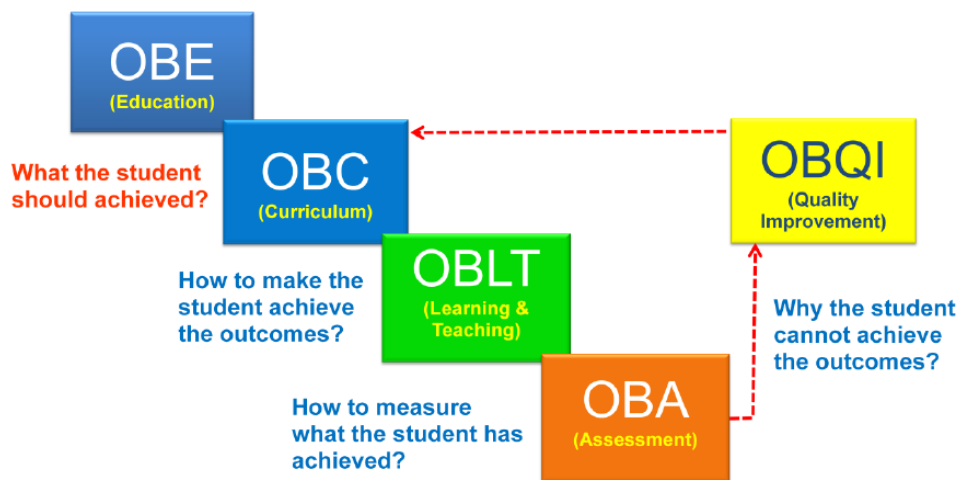 OBE
(Education)
What the student
should achieved?
OBC
(Curriculum)
How to make the
student achieve
the outcomes?
OBLT
(Learning &
Teaching)
How to measure
what the student has
achieved?
OBA
(Assessment)
OBQI
(Quality
Improvement)
Why the student
cannot achieve
the outcomes?